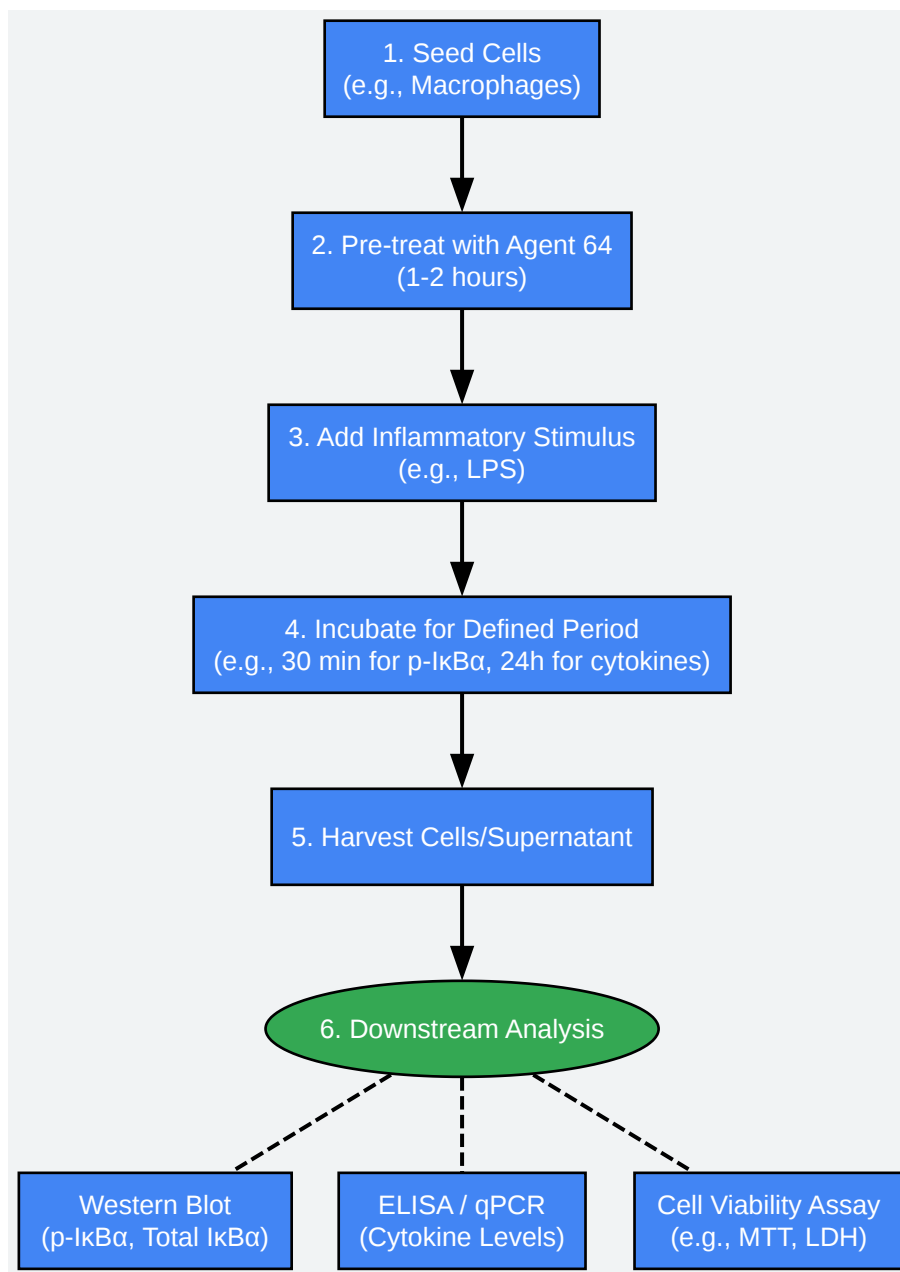 1. Seed Cells
(e.g., Macrophages)
2. Pre-treat with Agent 64
(1-2 hours)
3. Add Inflammatory Stimulus
(e.g., LPS)
4. Incubate for Defined Period
(e.g., 30 min for p-IκBα, 24h for cytokines)
5. Harvest Cells/Supernatant
6. Downstream Analysis
Western Blot
(p-IκBα, Total IκBα)
ELISA / qPCR
(Cytokine Levels)
Cell Viability Assay
(e.g., MTT, LDH)